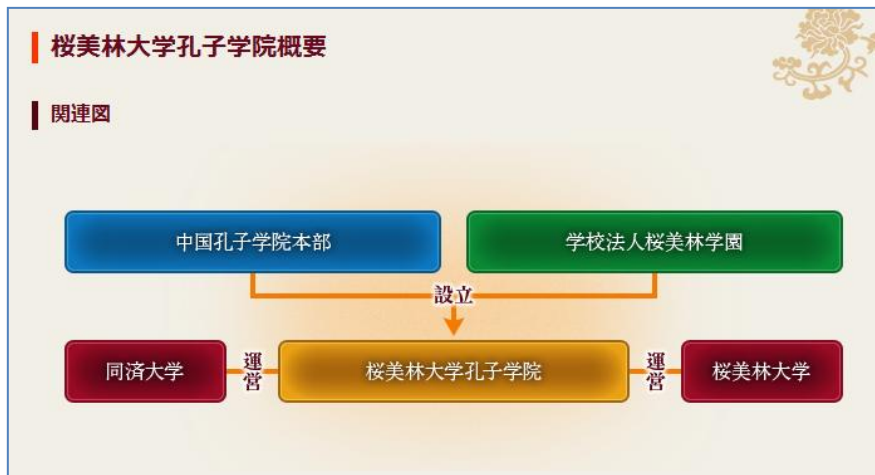 桜美林大学孔子学院概要
関連図
中国孔子学院本部
学校法人桜美林学園
設立
同済大学
運営
桜美林大学孔子学院
運営
桜美林大学